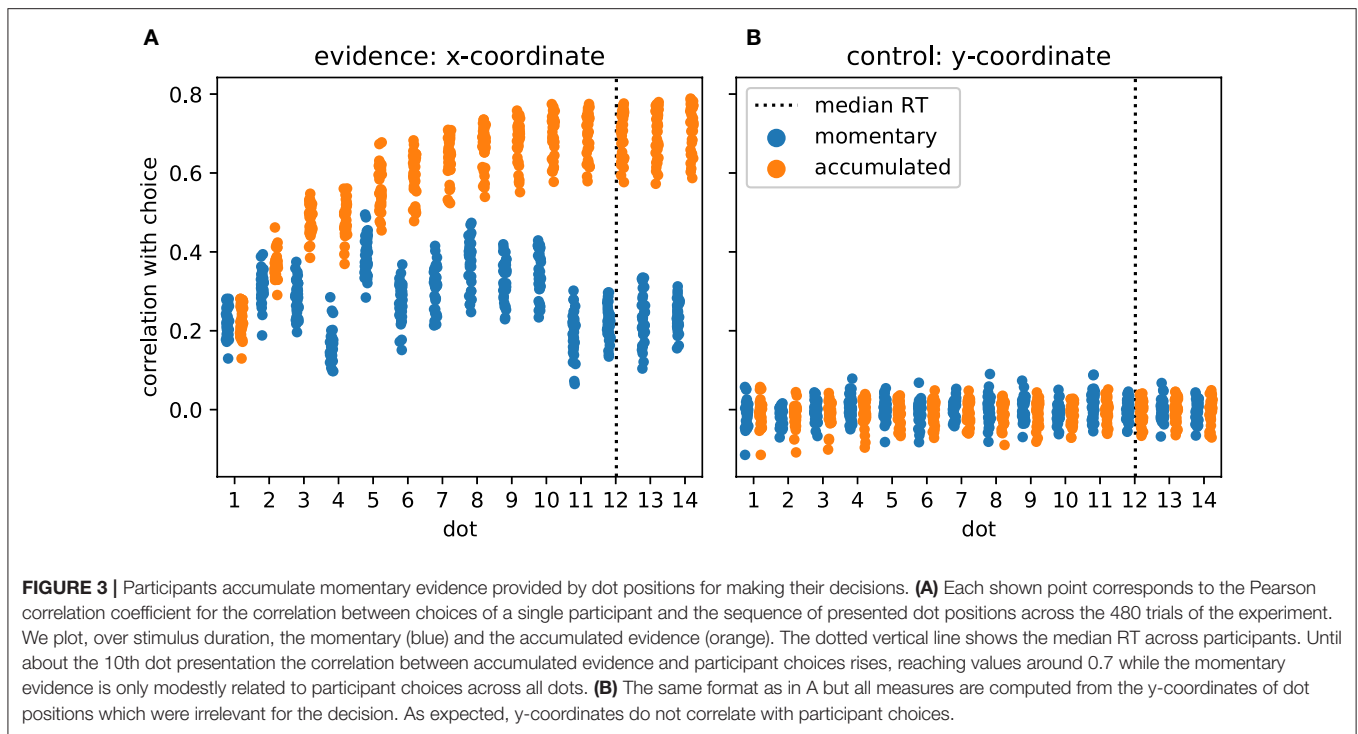 A
evidence: x-coordinate
B
control: y-coordinate
0.8
0.6
0.4
0.2
0.0
correlation with choice
median RT
momentary
accumulated
1 2 3 4 5 6 7 8 9 10 11 12 13 14
dot
1 2 3 4 5 6 7 8 9 10 11 12 13 14
dot
FIGURE 3 | Participants accumulate momentary evidence provided by dot positions for making their decisions. (A) Each shown point corresponds to the Pearson
correlation coefficient for the correlation between choices of a single participant and the sequence of presented dot positions across the 480 trials of the experiment.
We plot, over stimulus duration, the momentary (blue) and the accumulated evidence (orange). The dotted vertical line shows the median RT across participants. Until
about the 10th dot presentation the correlation between accumulated evidence and participant choices rises, reaching values around 0.7 while the momentary
evidence is only modestly related to participant choices across all dots. (B) The same format as in A but all measures are computed from the y-coordinates of dot
positions which were irrelevant for the decision. As expected, y-coordinates do not correlate with participant choices.